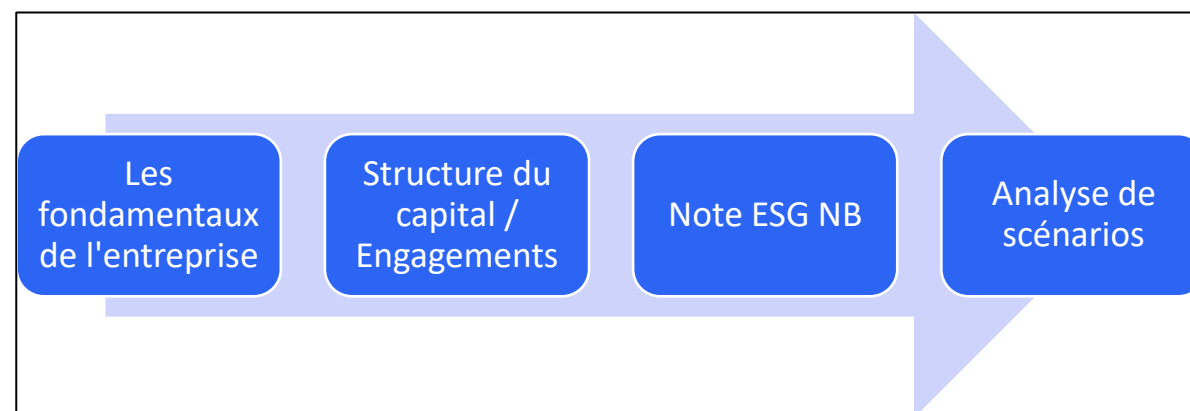 Les
fondamentaux
de l'entreprise
Structure du
capital /
Engagements
Note ESG NB
Analyse de
scénarios